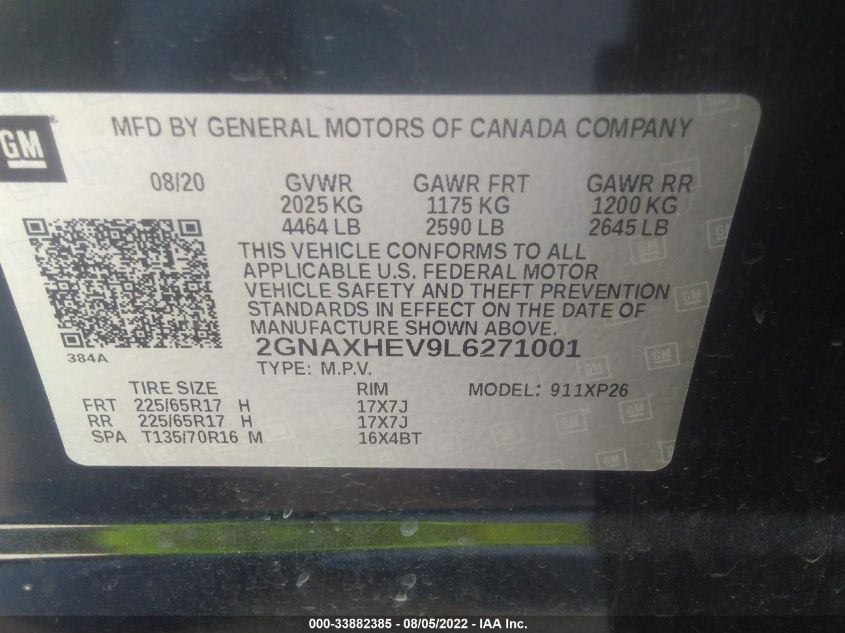 GM
MFD BY GENERAL MOTORS OF CANADA COMPANY
08/20 GVWR GAWR FRT GAWR RR
2025 KG 1175 KG 1200 KG
4464 LB 2590 LB 2645 LB
THIS VEHICLE CONFORMS TO ALL
APPLICABLE U.S. FEDERAL MOTOR
VEHICLE SAFETY AND THEFT PREVENTION
STANDARDS IN EFFECT ON THE DATE OF
MANUFACTURE SHOWN ABOVE.
384A 2GNAXHEV9L6271001
TYPE: M.P.V.
TIRE SIZE RIM MODEL: 911XP26
FRT 225/65R17 H 17X7J
RR 225/65R17 H 17X7J
SPA T135/70R16 M 16X4BT
000-33882385 - 08/05/2022 - IAA Inc.